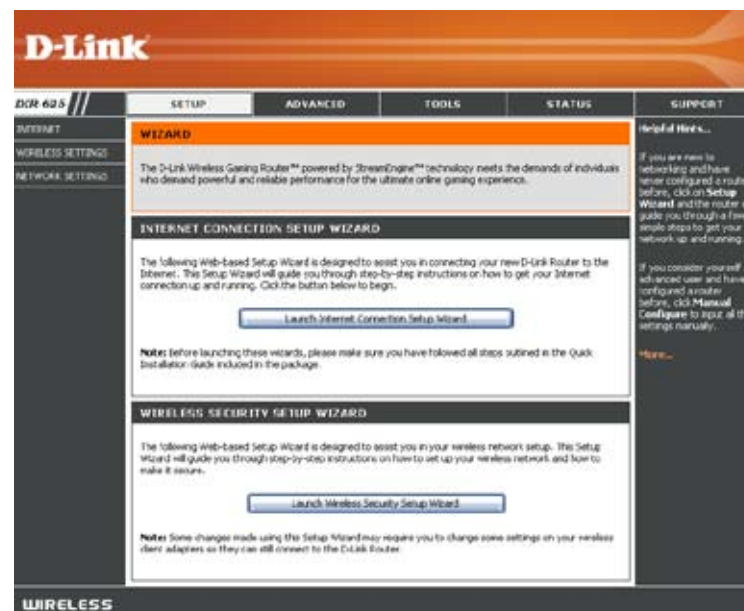 D-Link
DIR-625
SETUP
ADVANCED
TOOLS
STATUS
SUPPORT
INTERNET
WIRELESS SETTINGS
NETWORK SETTINGS
WIZARD
The D-Link Wireless Gaming Router™ powered by StreamEngine™ technology meets the demands of individuals
who demand powerful and reliable performance for the ultimate online gaming experience.
INTERNET CONNECTION SETUP WIZARD
The following Web-based Setup Wizard is designed to assist you in connecting your new D-Link Router to the
Internet. This Setup Wizard will guide you through step-by-step instructions on how to get your Internet
connection up and running. Click the button below to begin.
Launch Internet Connection Setup Wizard
Note: Before launching these wizards, please make sure you have followed all steps outlined in the Quick
Installation Guide included in the package.
WIRELESS SECURITY SETUP WIZARD
The following Web-based Setup Wizard is designed to assist you in your wireless network setup. This Setup
Wizard will guide you through step-by-step instructions on how to set up your wireless network and how to
make it secure.
Launch Wireless Security Setup Wizard
Note: Some changes made using this Setup Wizard may require you to change some settings on your wireless
client adapters so they can still connect to the D-Link Router.
Helpful Hints...
If you are new to
networking and have
never configured a route
before, click on Setup
Wizard and the router
guide you through a few
simple steps to get your
network up and running.
If you consider yourself
advanced user and have
configured a router
before, click Manual
Configure to input all th
settings manually.
More...
WIRELESS